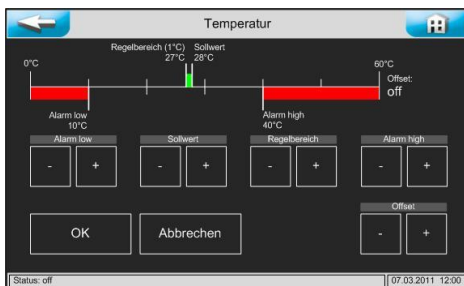 Temperatur
Regelbereich (1°C) Sollwert
0°C 27°C 28°C 60°C
Offset:
off
Alarm low Alarm high
10°C 40°C
Alarm low Sollwert Regelbereich Alarm high
- + - + - + - +
Offset
OK Abbrechen - +
Status: off 07.03.2011 12:00